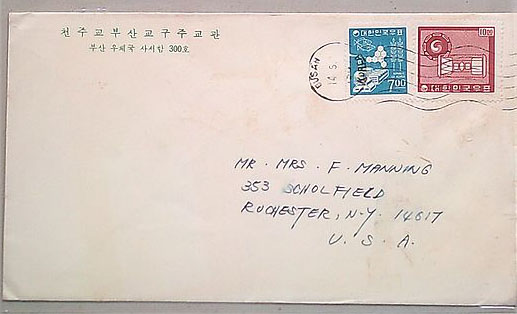 천주교부산교구주교관
부산 우체국 사서함 300호
대한민국우표
7.00
10.00
대한민국우표
BUSAN
KOREA
MR. MRS. F. MANNING
353 SCHOLFIELD
ROCHESTER, N.Y. 14617
U. S. A.